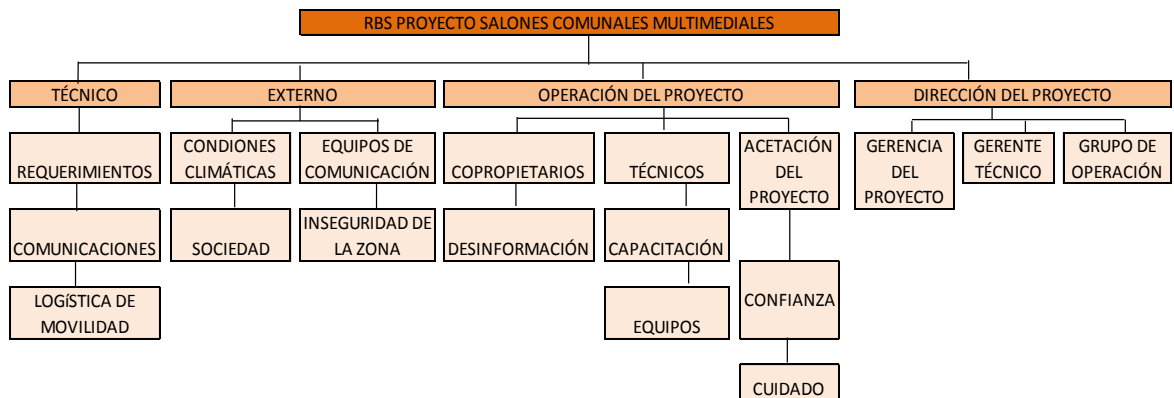 RBS PROYECTO SALONES COMUNALES MULTIMEDIALES
TÉCNICO
EXTERNO
OPERACIÓN DEL PROYECTO
DIRECCIÓN DEL PROYECTO
REQUERIMIENTOS
CONDIONES
CLIMÁTICAS
EQUIPOS DE
COMUNICACIÓN
COPROPIETARIOS
TÉCNICOS
ACETACIÓN
DEL
PROYECTO
GERENCIA
DEL
PROYECTO
GERENTE
TÉCNICO
GRUPO DE
OPERACIÓN
COMUNICACIONES
SOCIEDAD
INSEGURIDAD DE
LA ZONA
DESINFORMACIÓN
CAPACITACIÓN
CONFIANZA
LOGíSTICA DE
MOVILIDAD
EQUIPOS
CUIDADO